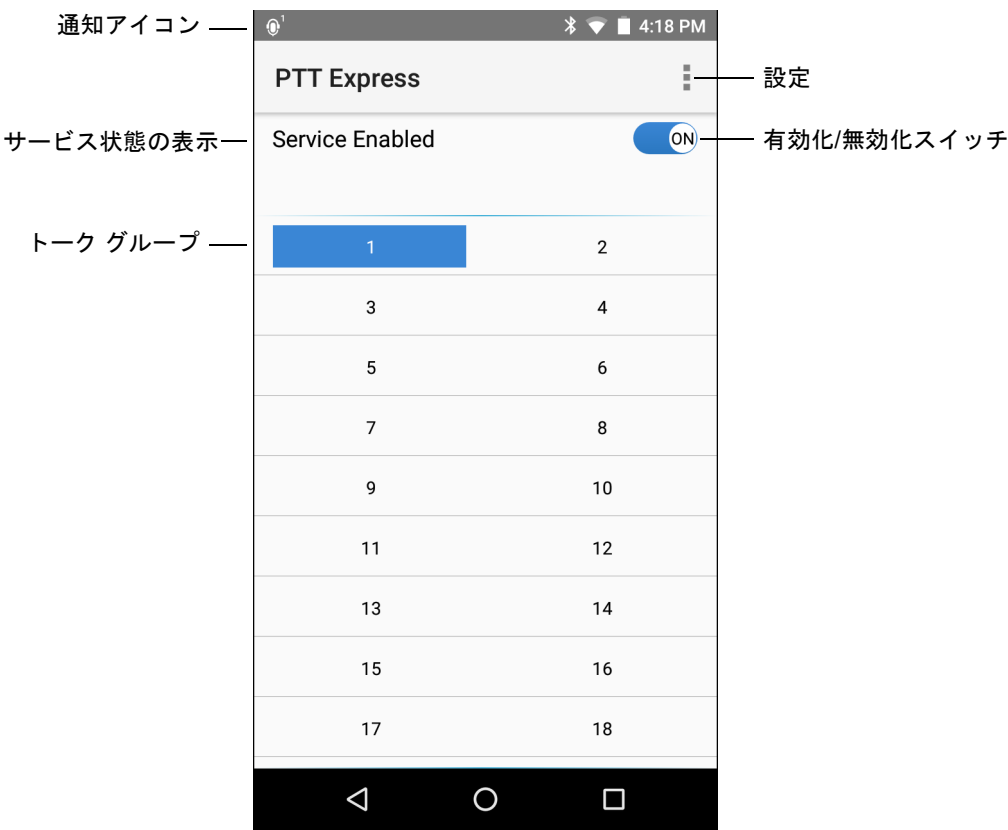 通知アイコン
1
4:18 PM
PTT Express
設定
サービス状態の表示
Service Enabled
ON
有効化/無効化スイッチ
トーク グループ
1 2
3 4
5 6
7 8
9 10
11 12
13 14
15 16
17 18